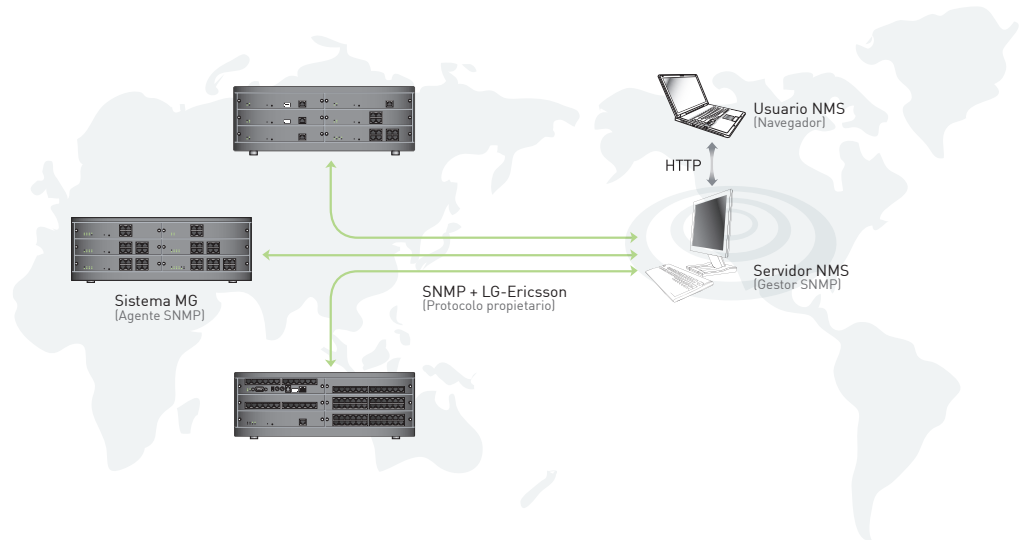 Usuario NMS
(Navegador)
HTTP
Servidor NMS
(Gestor SNMP)
SNMP + LG-Ericsson
(Protocolo propietario)
Sistema MG
(Agente SNMP)